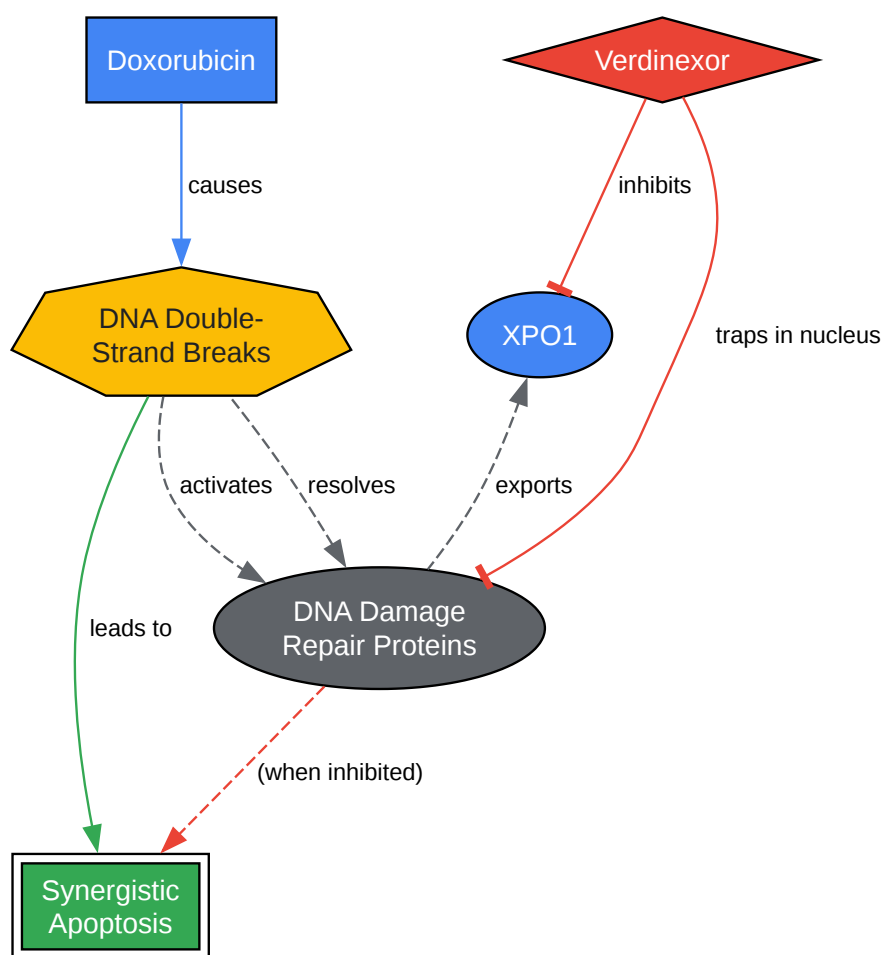 Doxorubicin
Verdinexor
causes
inhibits
DNA Double-
Strand Breaks
XPO1
traps in nucleus
activates
resolves
exports
leads to
DNA Damage
Repair Proteins
(when inhibited)
Synergistic
Apoptosis